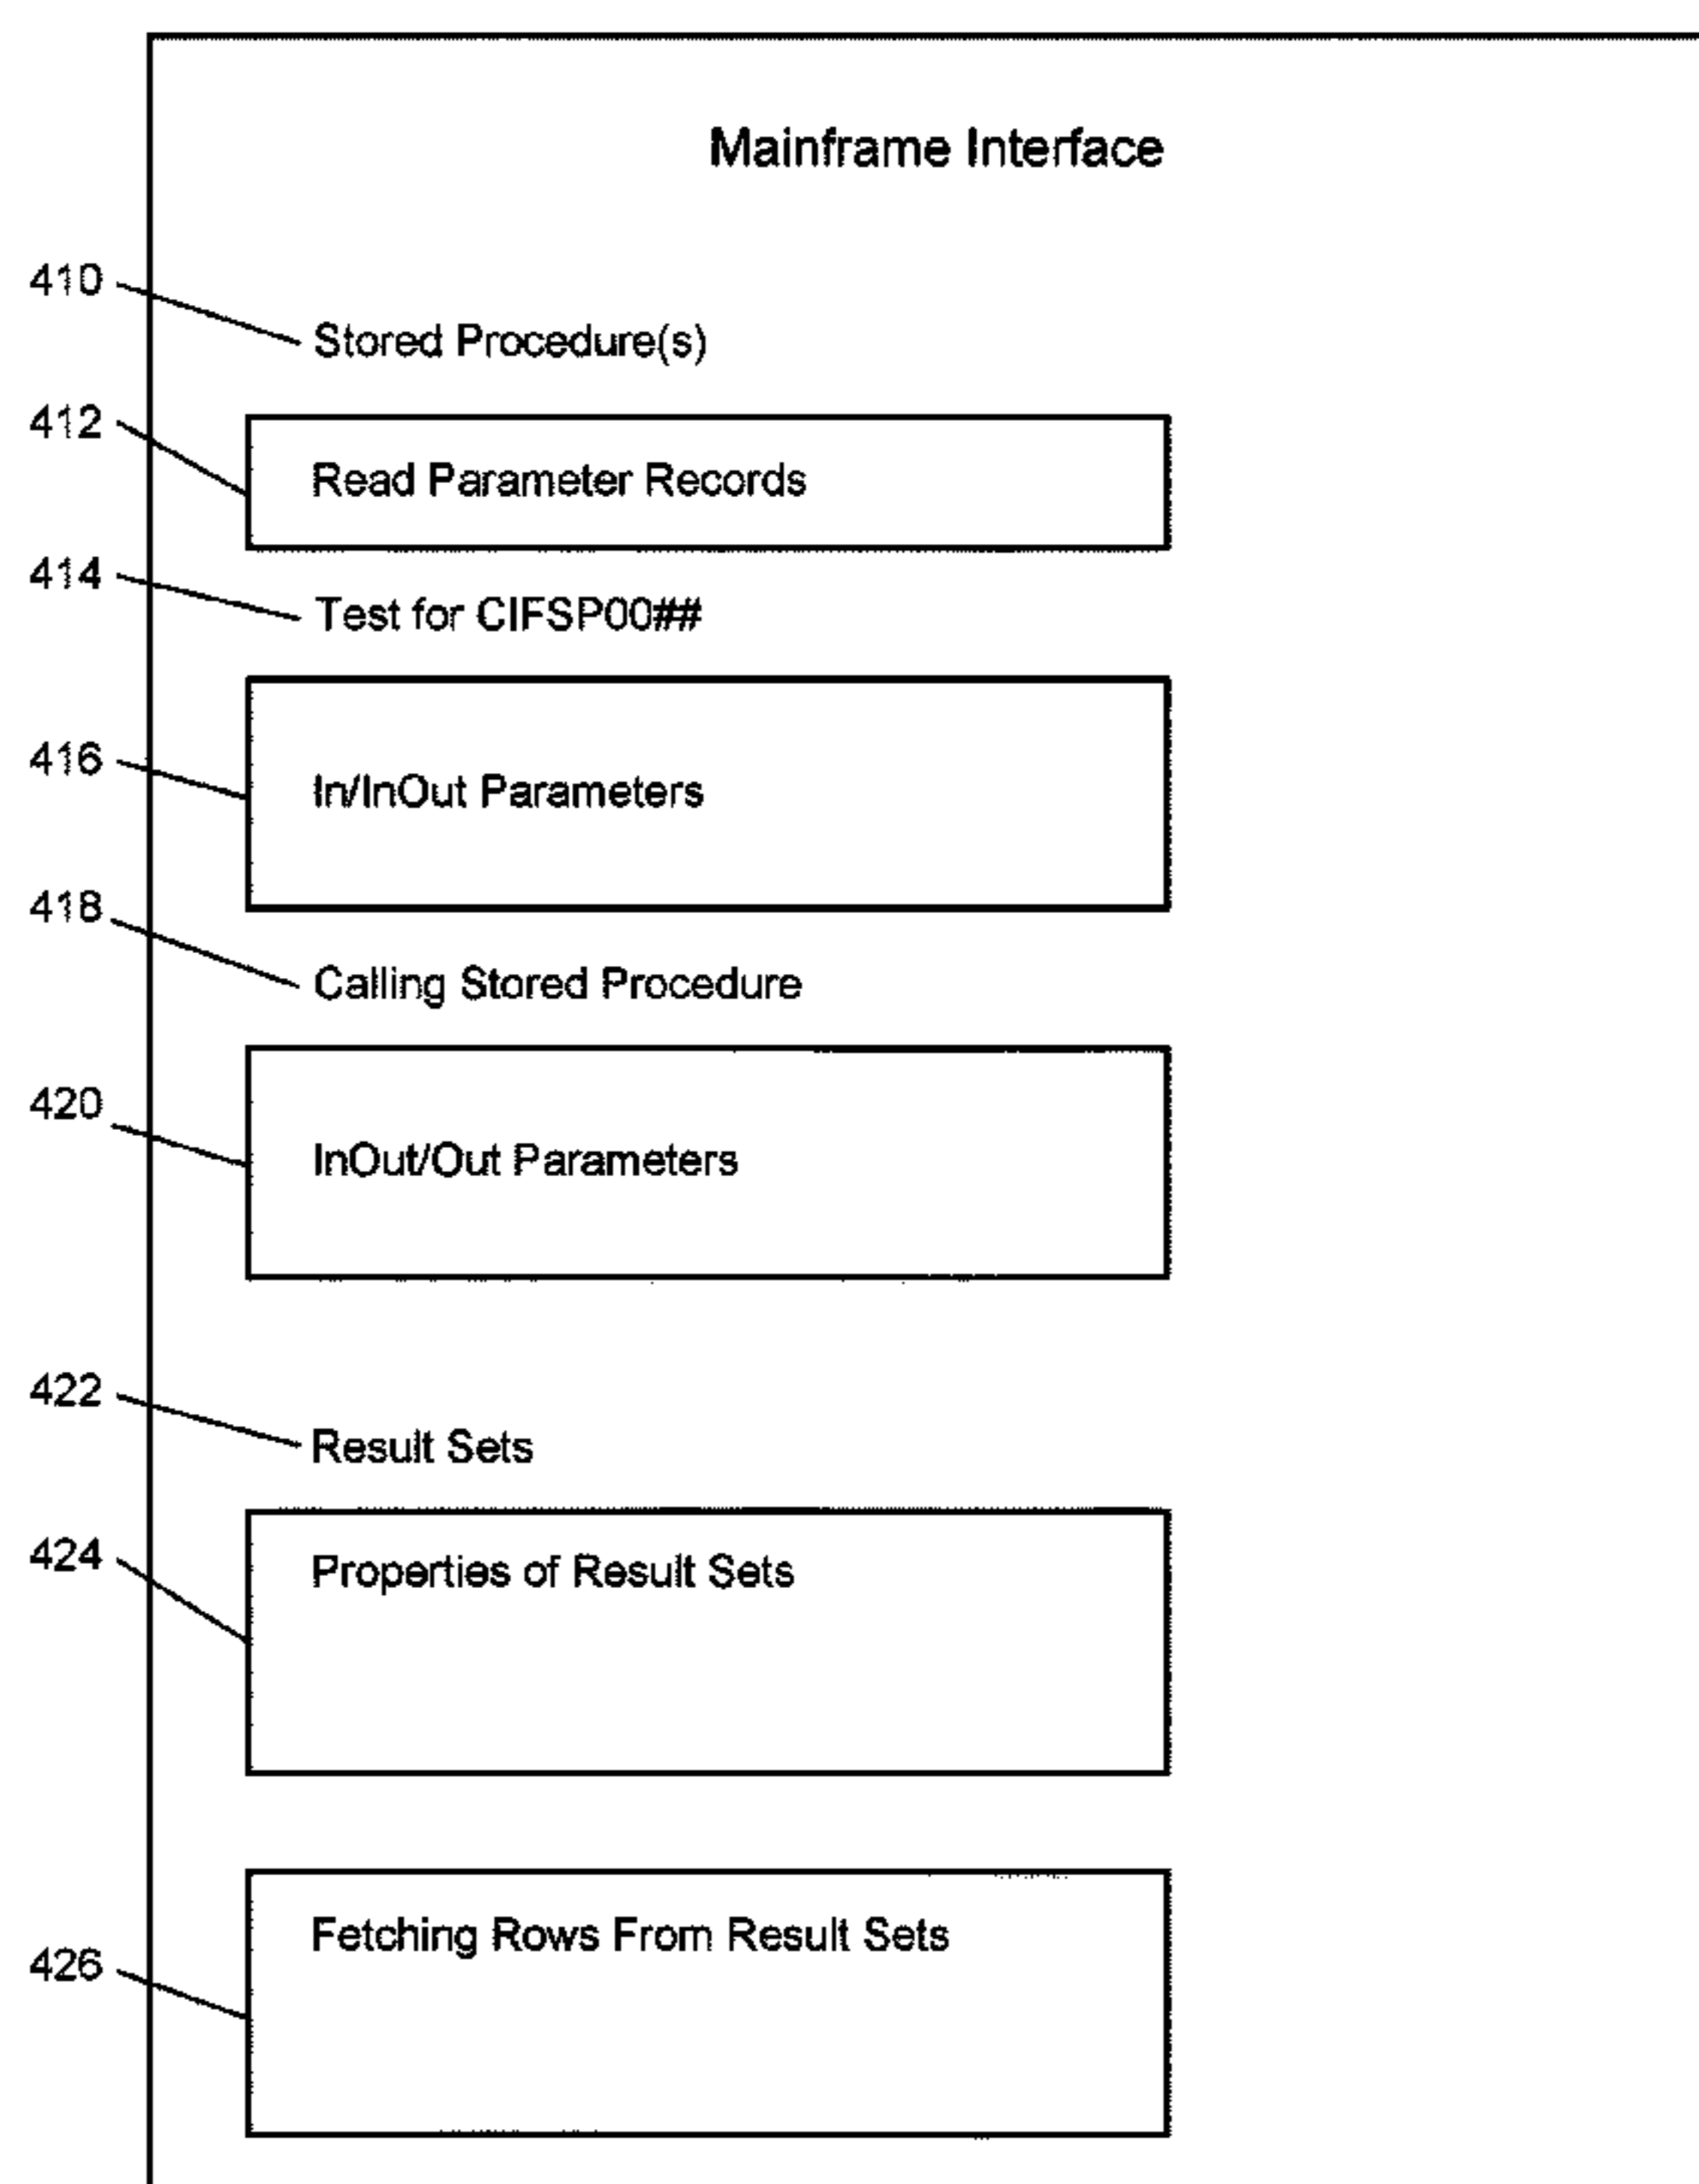 Mainframe Interface
410
Stored Procedure(s)
412
Read Parameter Records
414
Test for CIFSP00##
416
In/InOut Parameters
418
Calling Stored Procedure
420
InOut/Out Parameters
422
Result Sets
424
Properties of Result Sets
426
Fetching Rows From Result Sets